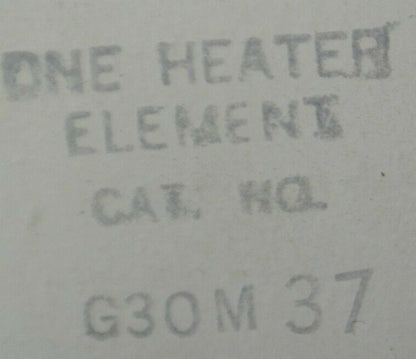 ONE HEATER
ELEMENT
CAT. NO.
G30M 37